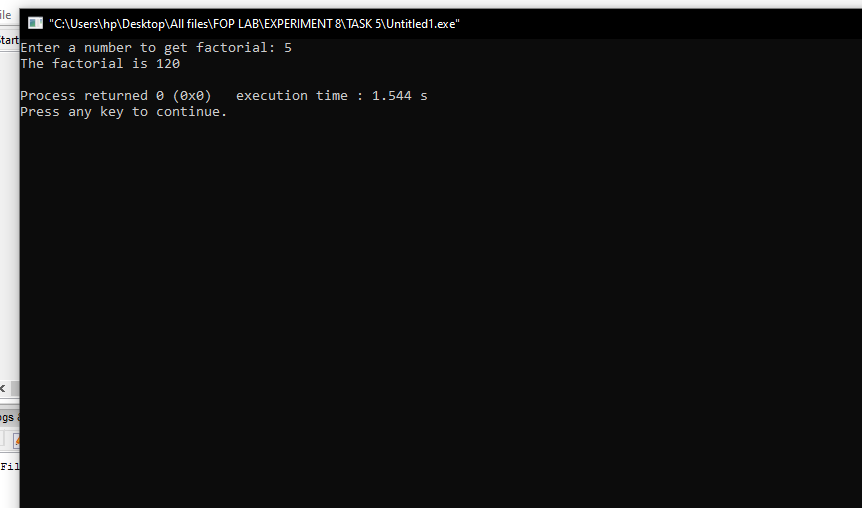 "C:\Users\hp\Desktop\All files\FOP LAB\EXPERIMENT 8\TASK 5\Untitled1.exe"
ile
Start
Enter a number to get factorial: 5
The factorial is 120
Process returned 0 (0x0)   execution time : 1.544 s
Press any key to continue.
ogs &
Fil